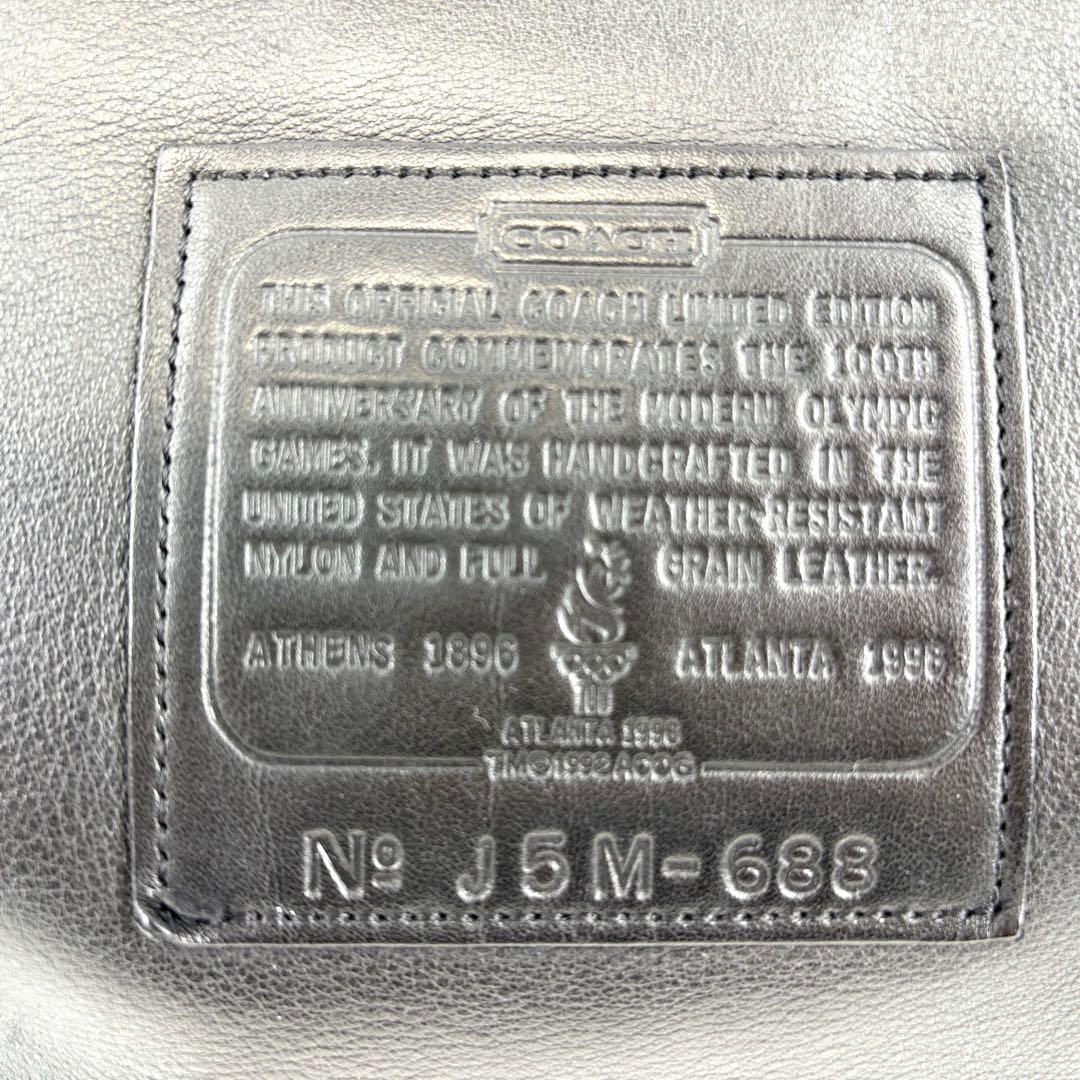 COACH
THIS OFFICIAL COACH LIMITED EDITION
PRODUCT COMMEMORATES THE 100TH
ANNIVERSARY OF THE MODERN OLYMPIC
GAMES. IT WAS HANDCRAFTED IN THE
UNITED STATES OF WEATHER-RESISTANT
NYLON AND FULL GRAIN LEATHER.
ATHENS 1896 ATLANTA 1996
ATLANTA 1996
TM©1992 ACOG
No J5M-688